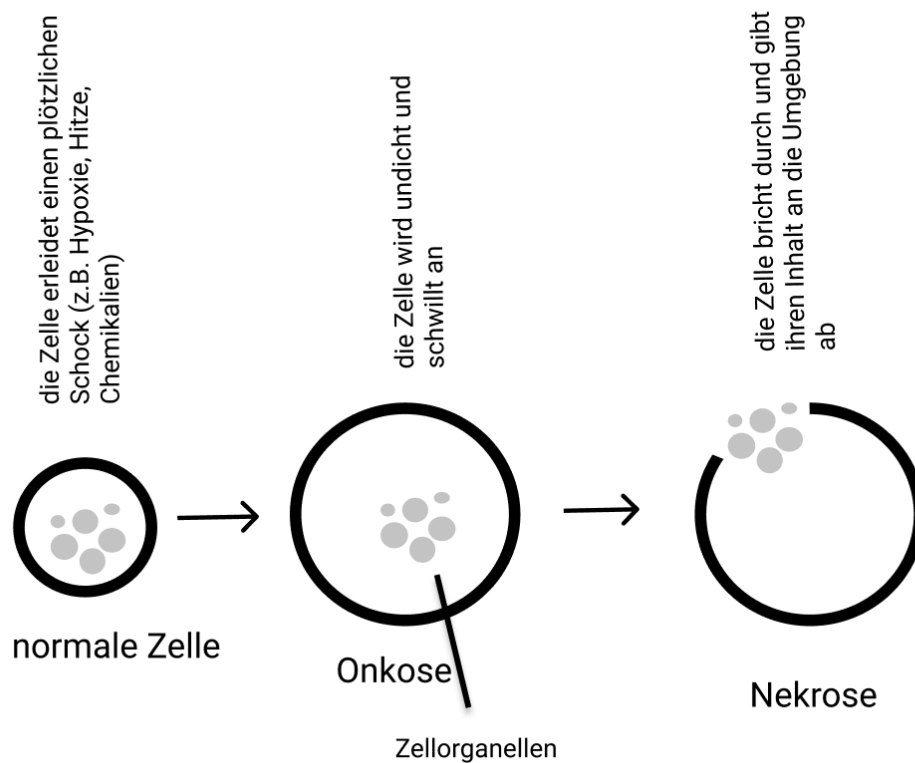 die Zelle erleidet einen plötzlichen
Schock (z.B. Hypoxie, Hitze,
Chemikalien)
die Zelle wird undicht und
schwillt an
die Zelle bricht durch und gibt
ihren Inhalt an die Umgebung
ab
normale Zelle
Onkose
Nekrose
Zellorganellen